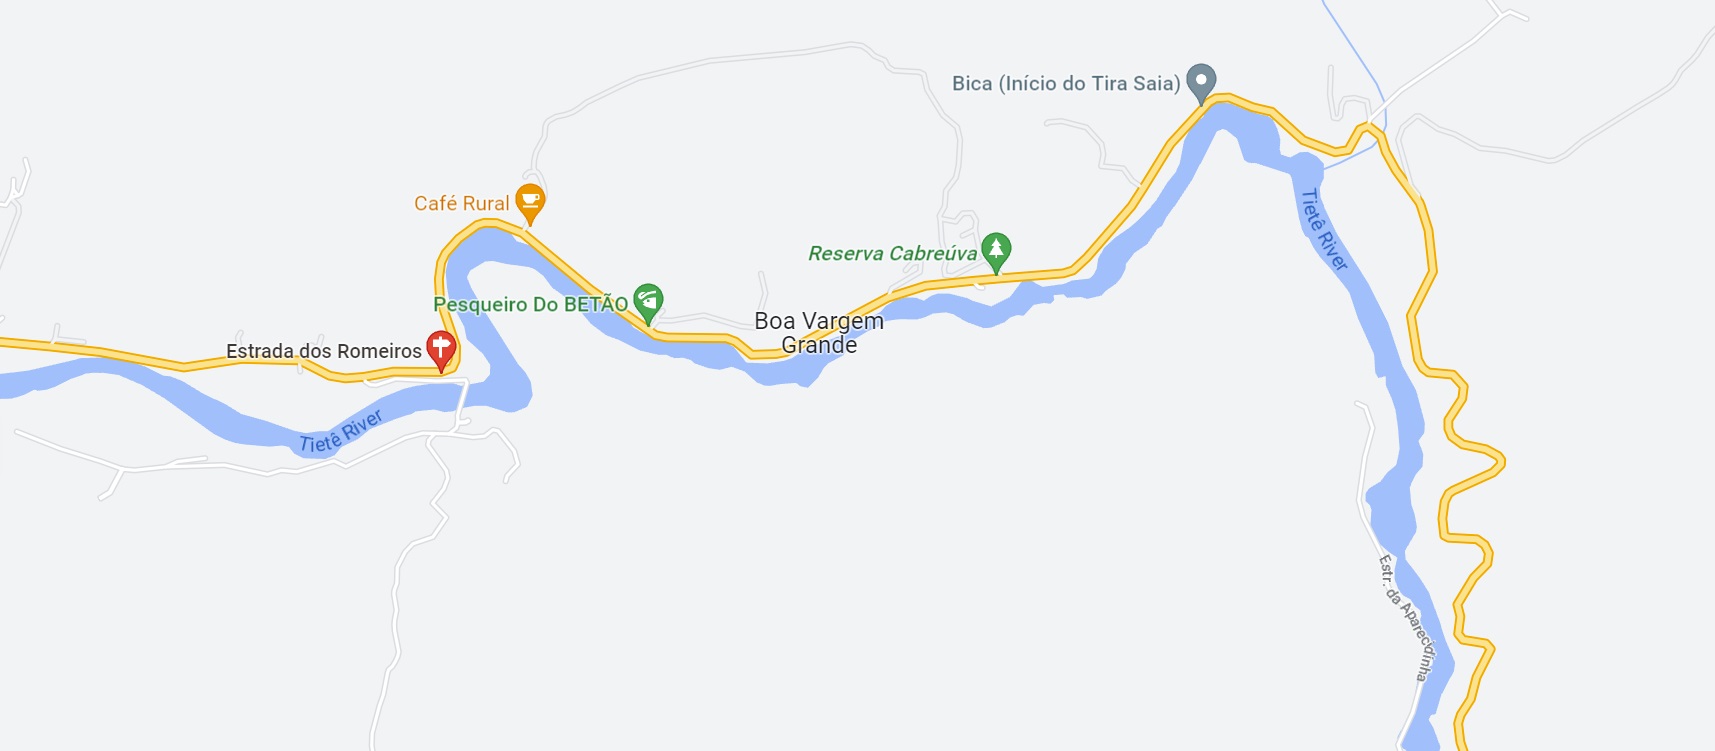 Bica (Início do Tira Saia)
Café Rural
Tietê River
Reserva Cabreúva
Pesqueiro Do BETÃO
Boa Vargem
Grande
Estrada dos Romeiros
Tietê River
Estr. da Aparecidinha